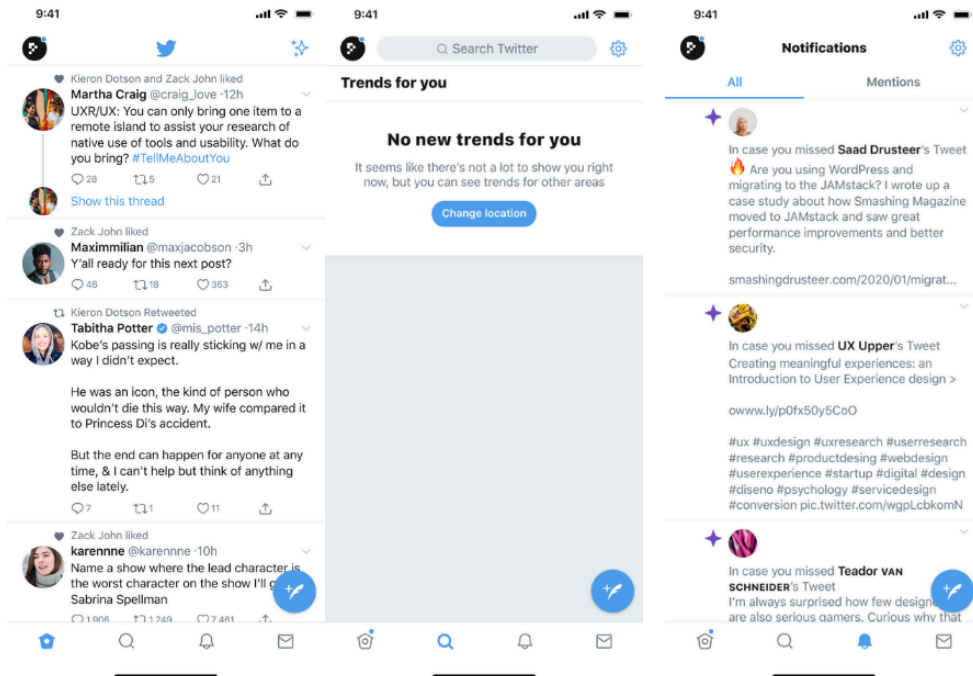 9:41
Kieron Dotson and Zack John liked
Martha Craig @craig_love ·12h
UXR/UX: You can only bring one item to a
remote island to assist your research of
native use of tools and usability. What do
you bring? #TellMeAboutYou
28 5 21
Show this thread
Zack John liked
Maximmilian @maxjacobson ·3h
Y'all ready for this next post?
46 18 363
Kieron Dotson Retweeted
Tabitha Potter @mis_potter ·14h
Kobe's passing is really sticking w/ me in a
way I didn't expect.
He was an icon, the kind of person who
wouldn't die this way. My wife compared it
to Princess Di's accident.
But the end can happen for anyone at any
time, & I can't help but think of anything
else lately.
7 1 11
Zack John liked
karennne @karennne ·10h
Name a show where the lead character is
the worst character on the show I'll g
Sabrina Spellman
1,906 1,249 7,461
9:41
Search Twitter
Trends for you
No new trends for you
It seems like there's not a lot to show you right
now, but you can see trends for other areas
Change location
9:41
Notifications
All Mentions
In case you missed Saad Drusteer's Tweet
🔥 Are you using WordPress and
migrating to the JAMstack? I wrote up a
case study about how Smashing Magazine
moved to JAMstack and saw great
performance improvements and better
security.
smashingdrusteer.com/2020/01/migrat...
In case you missed UX Upper's Tweet
Creating meaningful experiences: an
Introduction to User Experience design >
owww.ly/p0fx50y5CoO
#ux #uxdesign #uxresearch #userresearch
#research #productdesing #webdesign
#userexperience #startup #digital #design
#diseno #psychology #servicedesign
#conversion pic.twitter.com/wgpLcbkomN
In case you missed Teador VAN
SCHNEIDER's Tweet
I'm always surprised how few designe
are also serious gamers. Curious why that